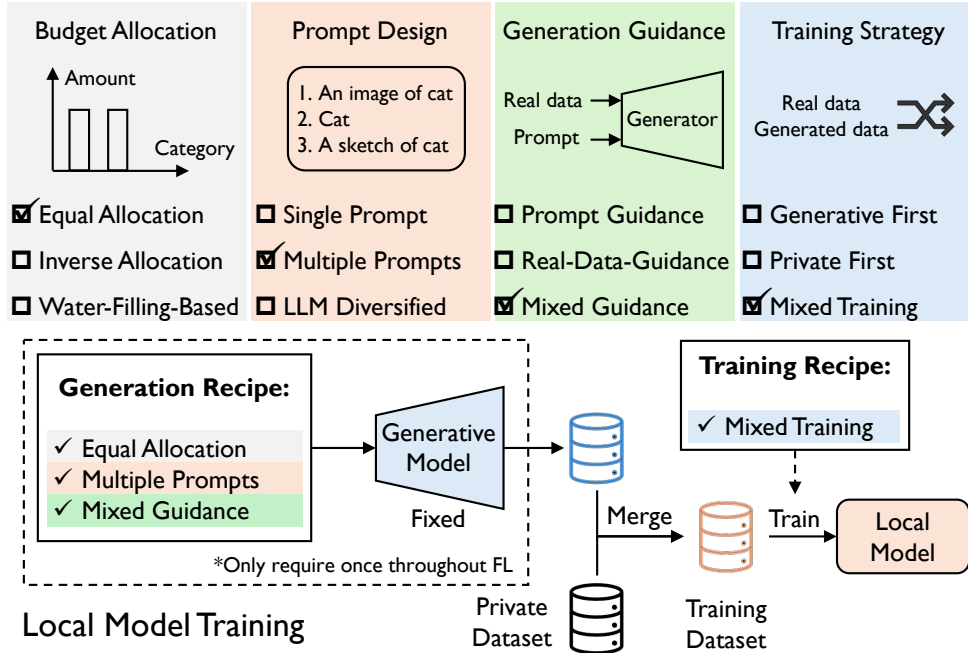 Budget Allocation
Amount
Category
Equal Allocation
Inverse Allocation
Water-Filling-Based
Prompt Design
1. An image of cat
2. Cat
3. A sketch of cat
Single Prompt
Multiple Prompts
LLM Diversified
Generation Guidance
Real data
Prompt
Generator
Prompt Guidance
Real-Data-Guidance
Mixed Guidance
Training Strategy
Real data
Generated data
Generative First
Private First
Mixed Training
Generation Recipe:
✓ Equal Allocation
✓ Multiple Prompts
✓ Mixed Guidance
Generative
Model
Fixed
*Only require once throughout FL
Training Recipe:
✓ Mixed Training
Merge
Train
Local
Model
Private
Dataset
Training
Dataset
Local Model Training